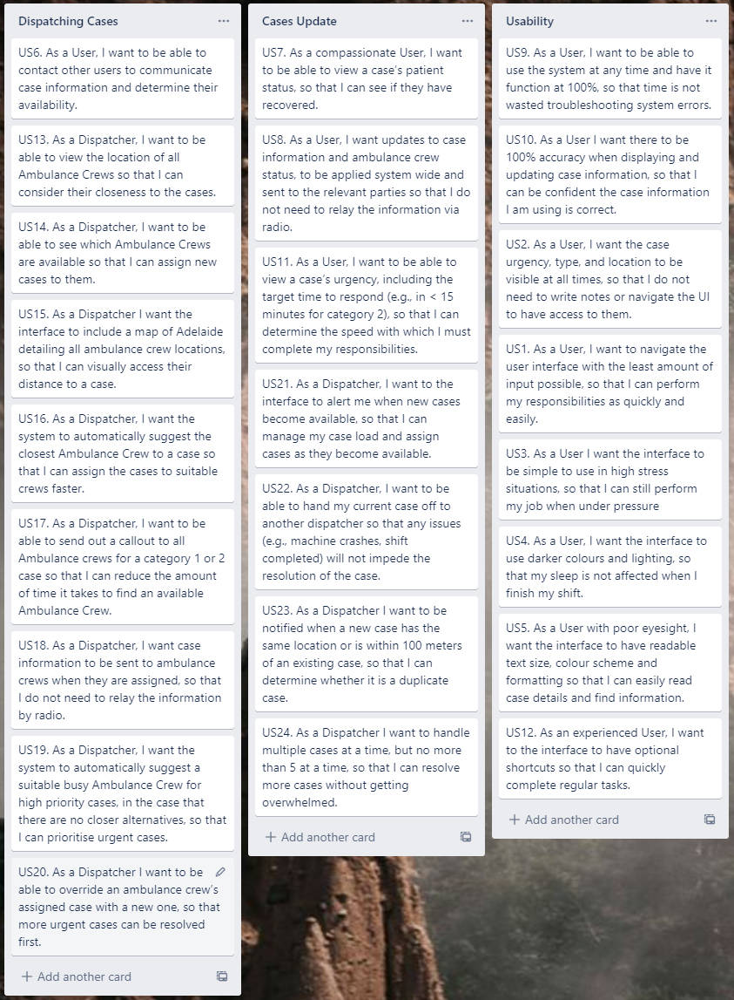 Dispatching Cases
US6. As a User, I want to be able to
contact other users to communicate
case information and determine their
availability.
US13. As a Dispatcher, I want to be
able to view the location of all
Ambulance Crews so that I can
consider their closeness to the cases.
US14. As a Dispatcher, I want to be
able to see which Ambulance Crews
are available so that I can assign new
cases to them.
US15. As a Dispatcher I want the
interface to include a map of Adelaide
detailing all ambulance crew locations,
so that I can visually access their
distance to a case.
US16. As a Dispatcher, I want the
system to automatically suggest the
closest Ambulance Crew to a case so
that I can assign the cases to suitable
crews faster.
US17. As a Dispatcher, I want to be
able to send out a callout to all
Ambulance crews for a category 1 or 2
case so that I can reduce the amount
of time it takes to find an available
Ambulance Crew.
US18. As a Dispatcher, I want case
information to be sent to ambulance
crews when they are assigned, so that
I do not need to relay the information
by radio.
US19. As a Dispatcher, I want the
system to automatically suggest a
suitable busy Ambulance Crew for
high priority cases, in the case that
there are no closer alternatives, so that
I can prioritise urgent cases.
US20. As a Dispatcher I want to be
able to override an ambulance crew's
assigned case with a new one, so that
more urgent cases can be resolved
first.
Add another card
Cases Update
US7. As a compassionate User, I want
to be able to view a case's patient
status, so that I can see if they have
recovered.
US8. As a User, I want updates to case
information and ambulance crew
status, to be applied system wide and
sent to the relevant parties so that I do
not need to relay the information via
radio.
US11. As a User, I want to be able to
view a case's urgency, including the
target time to respond (e.g., in < 15
minutes for category 2), so that I can
determine the speed with which I must
complete my responsibilities.
US21. As a Dispatcher, I want to the
interface to alert me when new cases
become available, so that I can
manage my case load and assign
cases as they become available.
US22. As a Dispatcher, I want to be
able to hand my current case off to
another dispatcher so that any issues
(e.g., machine crashes, shift
completed) will not impede the
resolution of the case.
US23. As a Dispatcher I want to be
notified when a new case has the
same location or is within 100 meters
of an existing case, so that I can
determine whether it is a duplicate
case.
US24. As a Dispatcher I want to handle
multiple cases at a time, but no more
than 5 at a time, so that I can resolve
more cases without getting
overwhelmed.
Add another card
Usability
US9. As a User, I want to be able to
use the system at any time and have it
function at 100%, so that time is not
wasted troubleshooting system errors.
US10. As a User I want there to be
100% accuracy when displaying and
updating case information, so that I
can be confident the case information
I am using is correct.
US2. As a User, I want the case
urgency, type, and location to be
visible at all times, so that I do not
need to write notes or navigate the UI
to have access to them.
US1. As a User, I want to navigate the
user interface with the least amount of
input possible, so that I can perform
my responsibilities as quickly and
easily.
US3. As a User I want the interface to
be simple to use in high stress
situations, so that I can still perform
my job when under pressure
US4. As a User, I want the interface to
use darker colours and lighting, so
that my sleep is not affected when I
finish my shift.
US5. As a User with poor eyesight, I
want the interface to have readable
text size, colour scheme and
formatting so that I can easily read
case details and find information.
US12. As an experienced User, I want
to the interface to have optional
shortcuts so that I can quickly
complete regular tasks.
Add another card